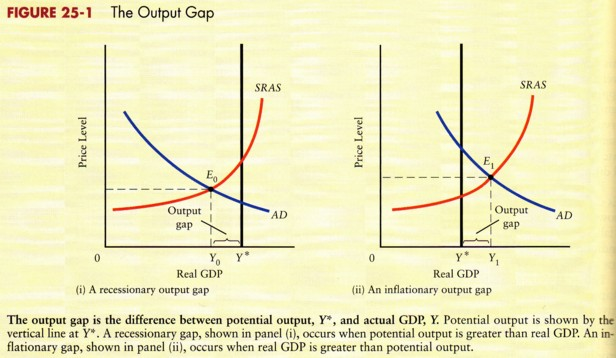 FIGURE 25-1 The Output Gap
SRAS
Price Level
E0
Output
gap
AD
0
Y0
Y*
Real GDP
(i) A recessionary output gap
SRAS
Price Level
E1
Output
gap
AD
0
Y*
Y1
Real GDP
(ii) An inflationary output gap
The output gap is the difference between potential output, Y*, and actual GDP, Y. Potential output is shown by the
vertical line at Y*. A recessionary gap, shown in panel (i), occurs when potential output is greater than real GDP. An in-
flationary gap, shown in panel (ii), occurs when real GDP is greater than potential output.